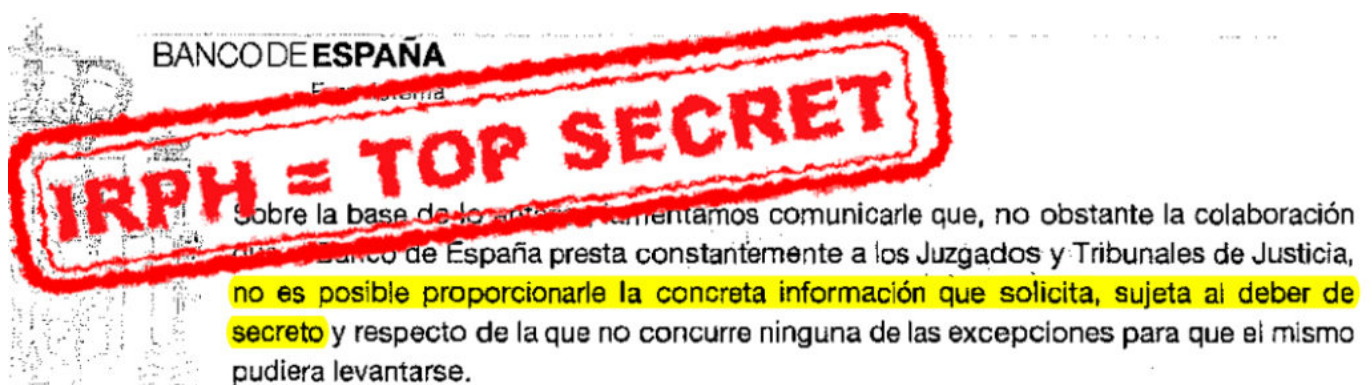 BANCO DE ESPAÑA
IRPH = TOP SECRET
Sobre la base de lo lamentamos comunicarle que, no obstante la colaboración
de España presta constantemente a los Juzgados y Tribunales de Justicia,
no es posible proporcionarle la concreta información que solicita, sujeta al deber de
secreto y respecto de la que no concurre ninguna de las excepciones para que el mismo
pudiera levantarse.